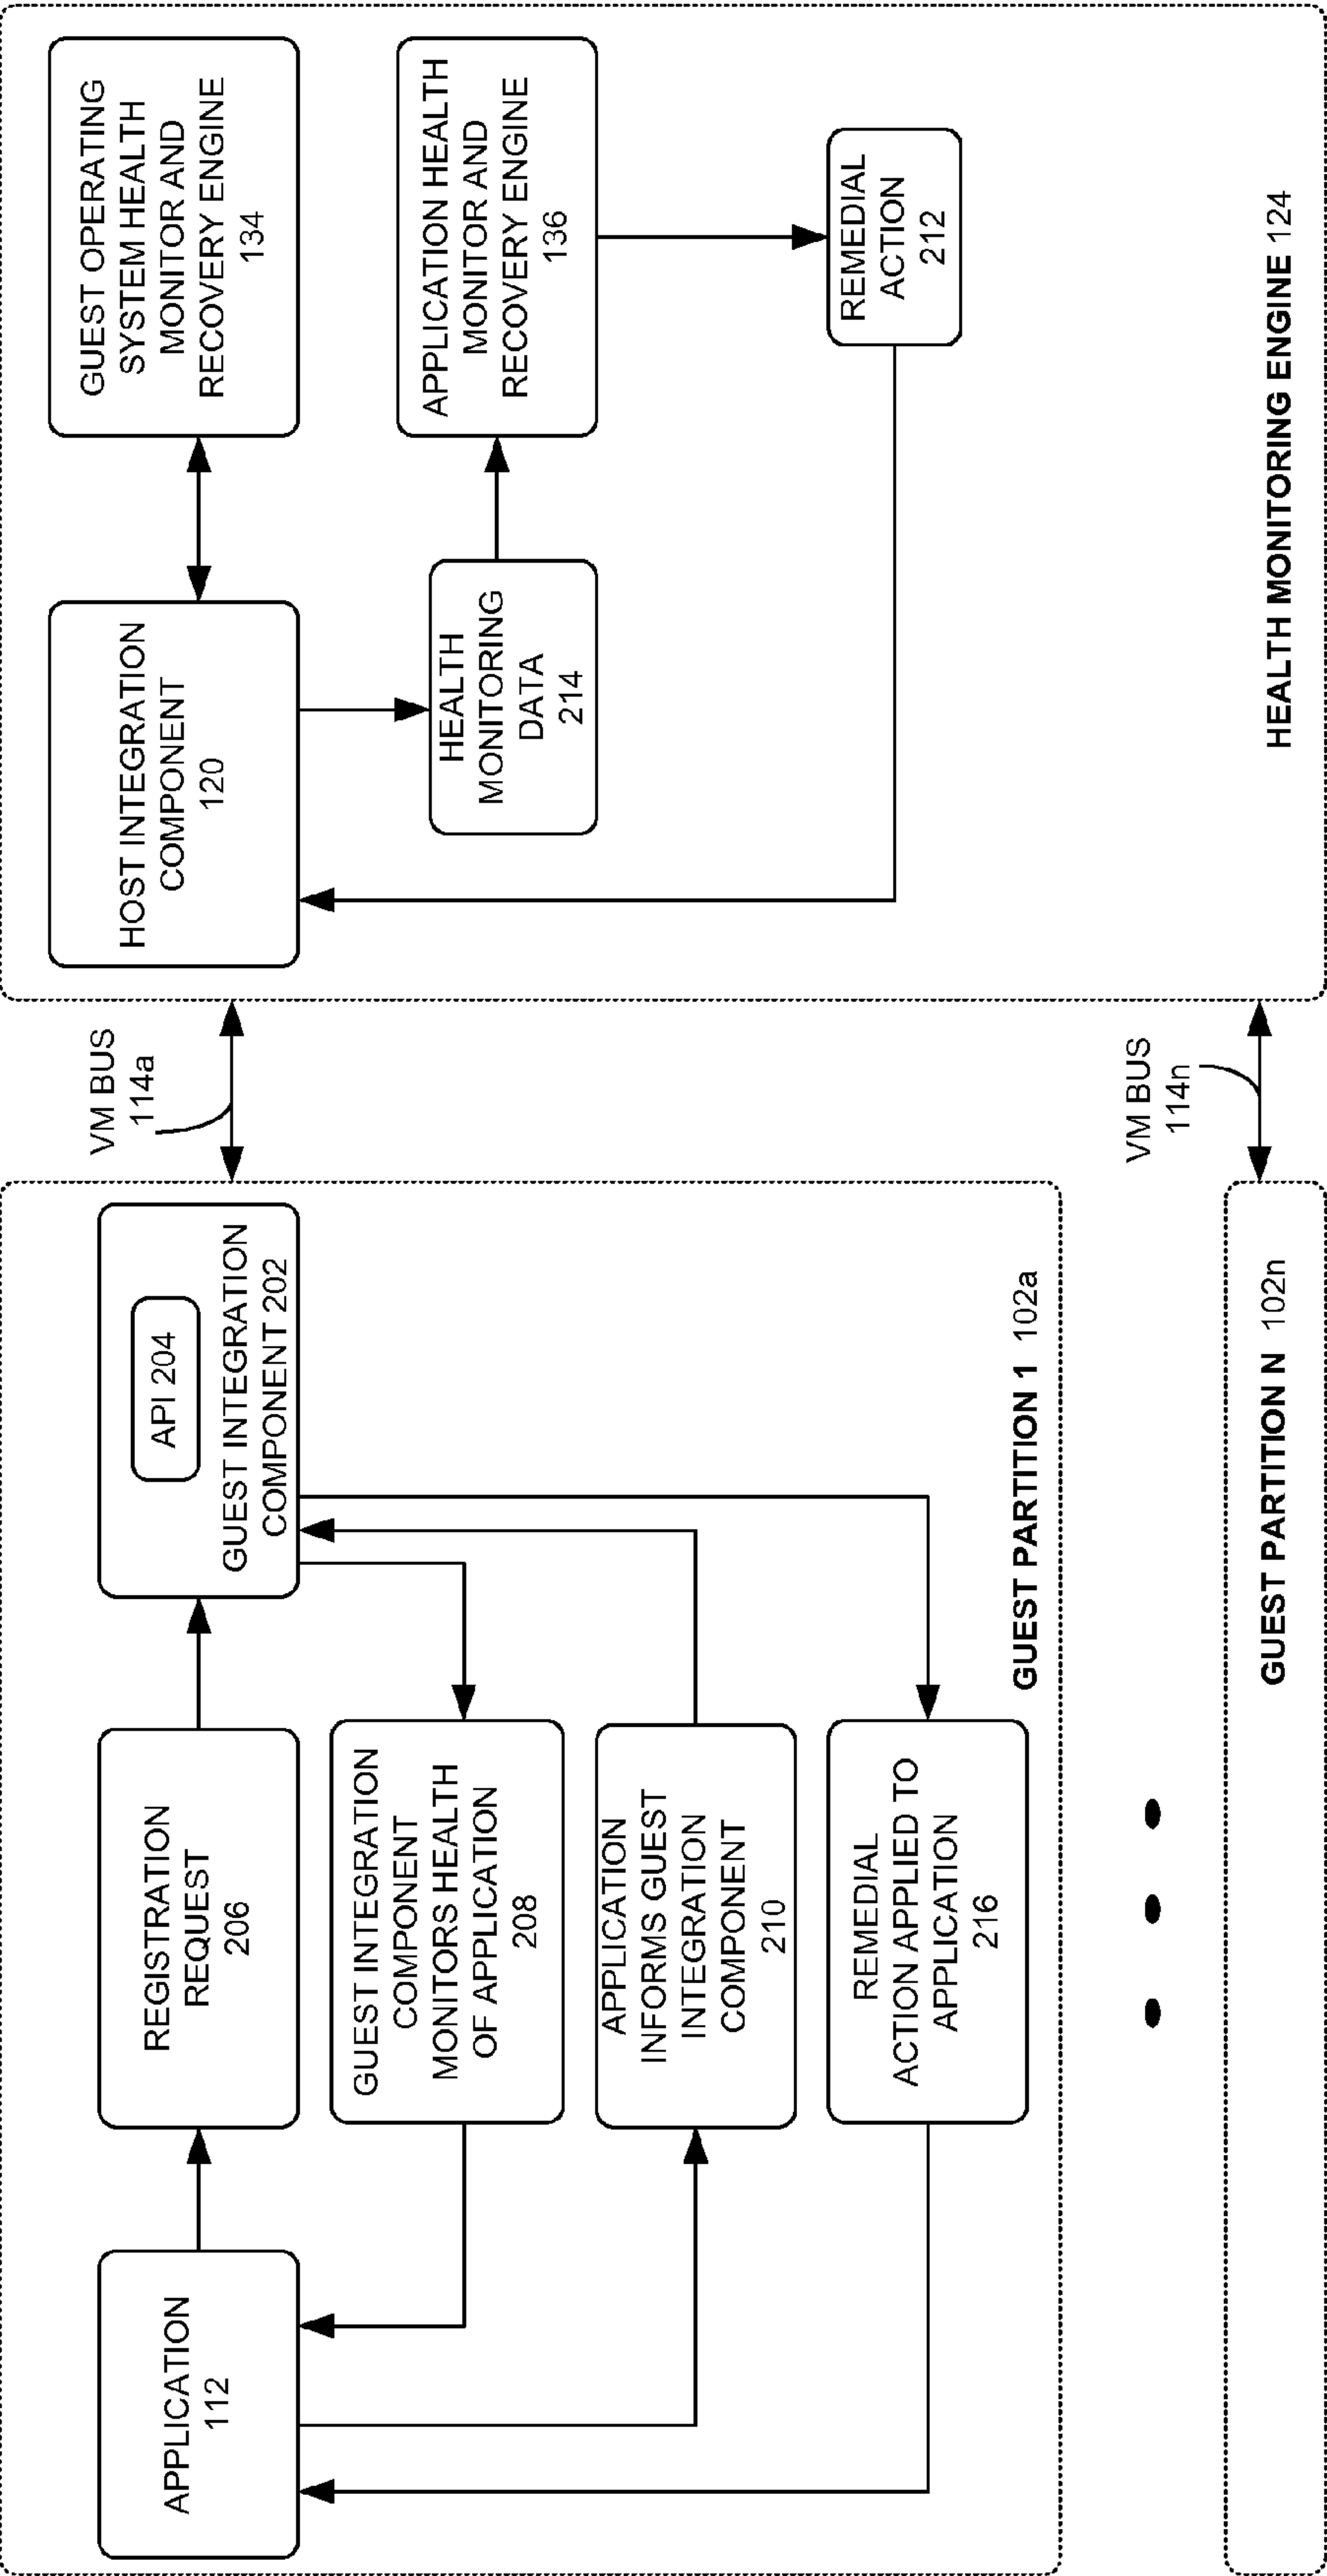 APPLICATION
112
REGISTRATION
REQUEST
206
API 204
GUEST INTEGRATION
COMPONENT 202
GUEST INTEGRATION
COMPONENT
MONITORS HEALTH
OF APPLICATION
208
APPLICATION
INFORMS GUEST
INTEGRATION
COMPONENT
210
REMEDIAL
ACTION APPLIED TO
APPLICATION
216
GUEST PARTITION 1 102a
GUEST PARTITION N 102n
VM BUS
114a
VM BUS
114n
HOST INTEGRATION
COMPONENT
120
GUEST OPERATING
SYSTEM HEALTH
MONITOR AND
RECOVERY ENGINE
134
HEALTH
MONITORING
DATA
214
APPLICATION HEALTH
MONITOR AND
RECOVERY ENGINE
136
REMEDIAL
ACTION
212
HEALTH MONITORING ENGINE 124